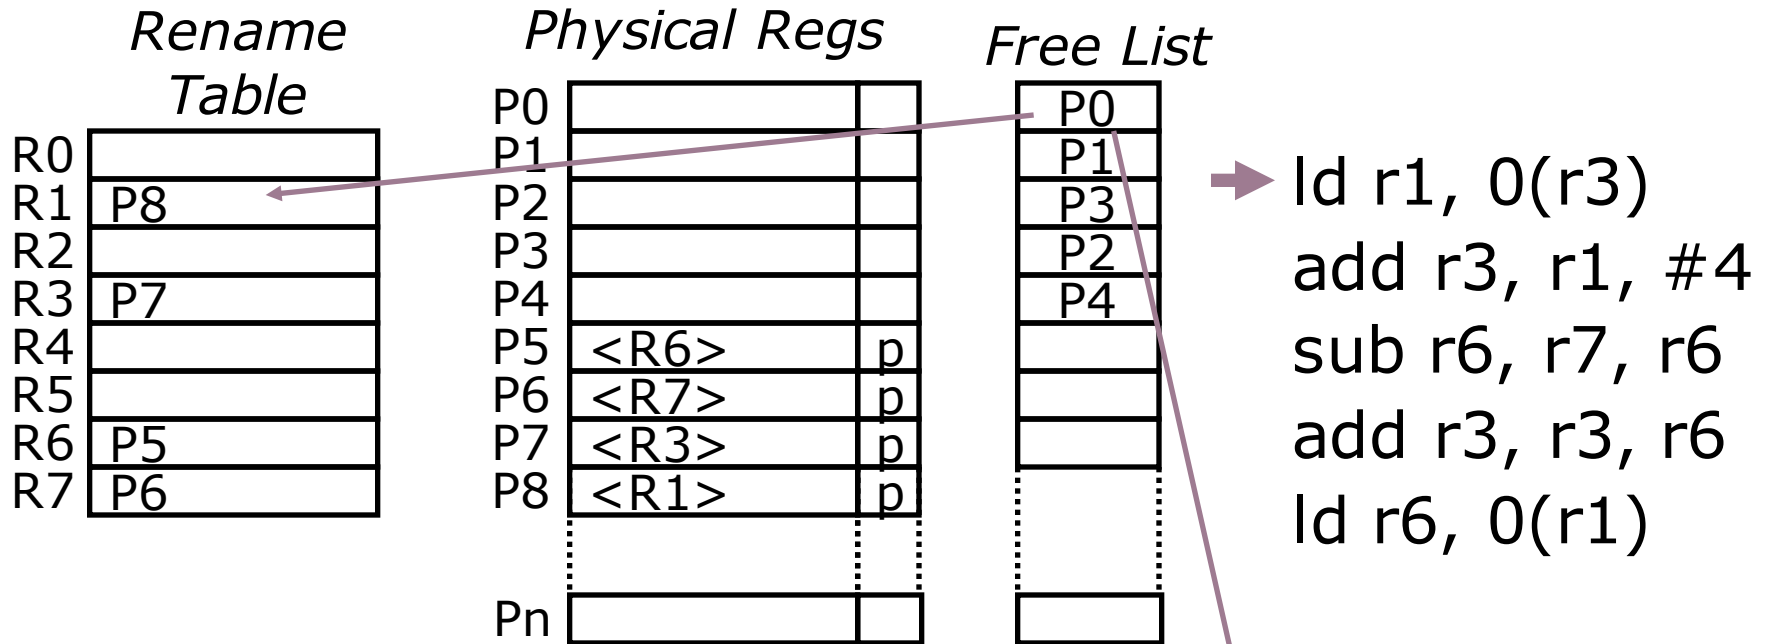 Rename
Table
R0
R1 P8
R2
R3 P7
R4
R5
R6 P5
R7 P6
Physical Regs
P0
P1
P2
P3
P4
P5 <R6> p
P6 <R7> p
P7 <R3> p
P8 <R1> p
Pn
Free List
P0
P1
P3
P2
P4
ld r1, 0(r3)
add r3, r1, #4
sub r6, r7, r6
add r3, r3, r6
ld r6, 0(r1)